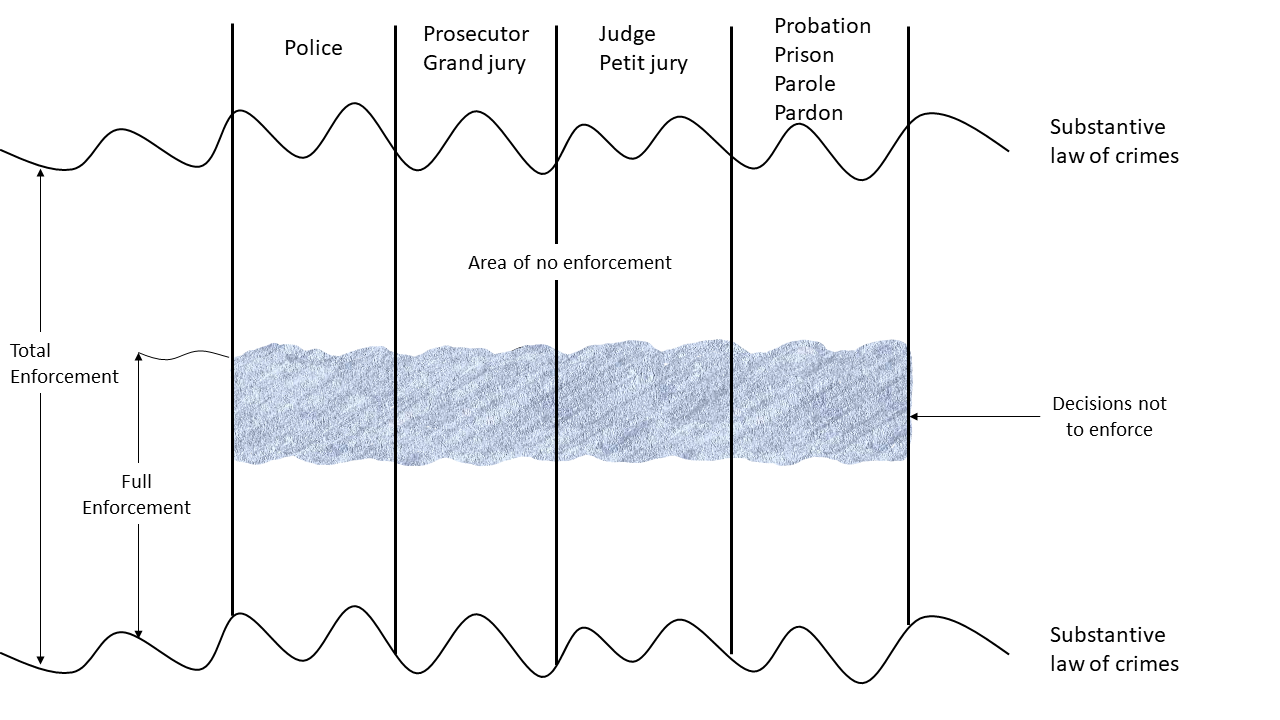 Police
Prosecutor
Grand jury
Judge
Petit jury
Probation
Prison
Parole
Pardon
Substantive
law of crimes
Area of no enforcement
Total
Enforcement
Decisions not
to enforce
Full
Enforcement
Substantive
law of crimes